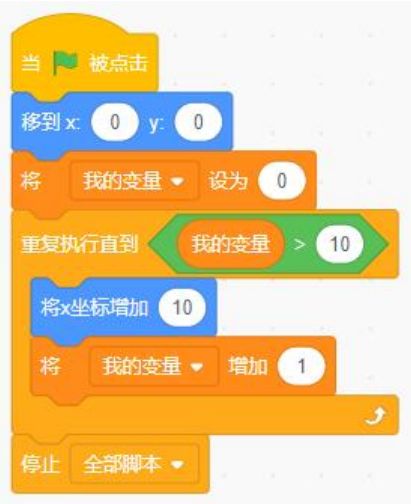 当 被点击
移到 x: 0 y: 0
将 我的变量 设为 0
重复执行直到 我的变量 > 10
将x坐标增加 10
将 我的变量 增加 1
停止 全部脚本